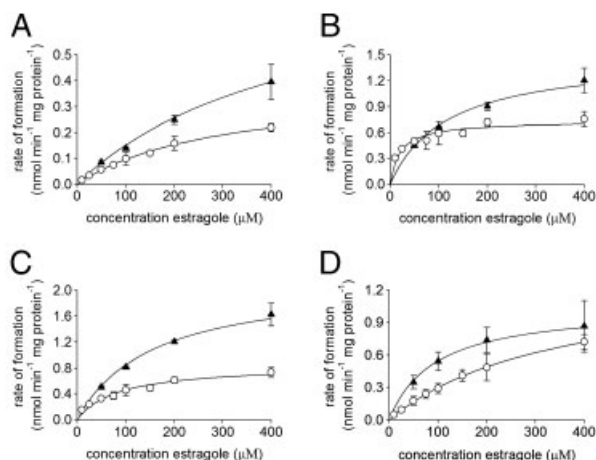 A
rate of formation
(nmol min-1 mg protein-1)
0.5
0.4
0.3
0.2
0.1
0.0
0 100 200 300 400
concentration estragole (μM)
B
rate of formation
(nmol min-1 mg protein-1)
1.5
1.2
0.9
0.6
0.3
0.0
0 100 200 300 400
concentration estragole (μM)
C
rate of formation
(nmol min-1 mg protein-1)
2.0
1.6
1.2
0.8
0.4
0.0
0 100 200 300 400
concentration estragole (μM)
D
rate of formation
(nmol min-1 mg protein-1)
1.2
0.9
0.6
0.3
0.0
0 100 200 300 400
concentration estragole (μM)